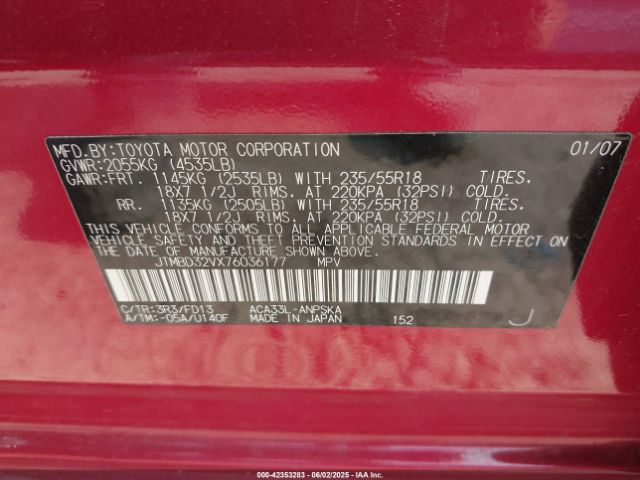 MFD.BY:TOYOTA MOTOR CORPORATION 01/07
GVWR:2055KG (4535LB)
GAWR:FRT. 1145KG (2535LB) WITH 235/55R18 TIRES.
18X7 1/2J RIMS. AT 220KPA (32PSI) COLD.
RR. 1135KG (2505LB) WITH 235/55R18 TIRES.
18X7 1/2J RIMS. AT 220KPA (32PSI) COLD.
THIS VEHICLE CONFORMS TO ALL APPLICABLE FEDERAL MOTOR
VEHICLE SAFETY AND THEFT PREVENTION STANDARDS IN EFFECT ON
THE DATE OF MANUFACTURE SHOWN ABOVE.
JTMBD32VX76036177 MPV
C/TR:3R3/FD13 ACA33L-ANPSKA
A/TM:-05A/U140F MADE IN JAPAN 152 J
000-42353283 - 06/02/2025 - IAA Inc.